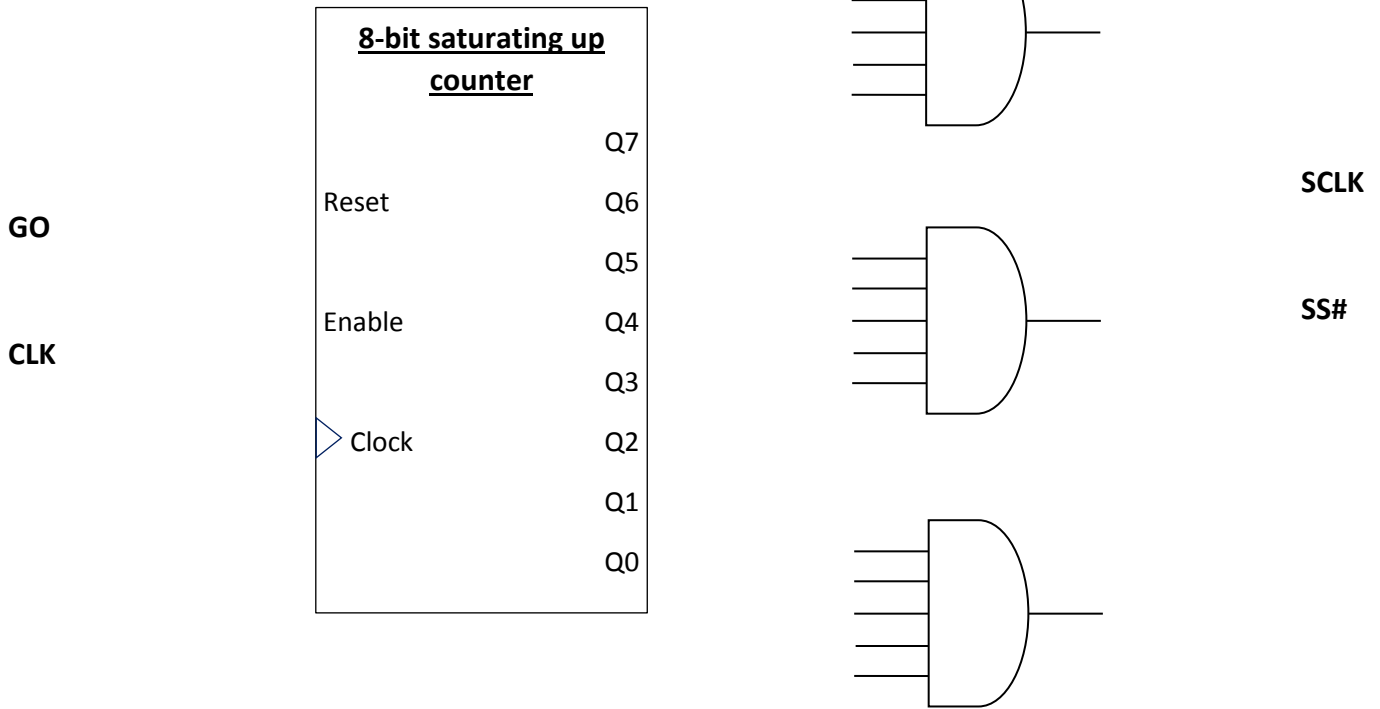 8-bit saturating up
counter
Q7
Reset
Q6
Q5
Enable
Q4
Q3
Clock
Q2
Q1
Q0
GO
CLK
SCLK
SS#